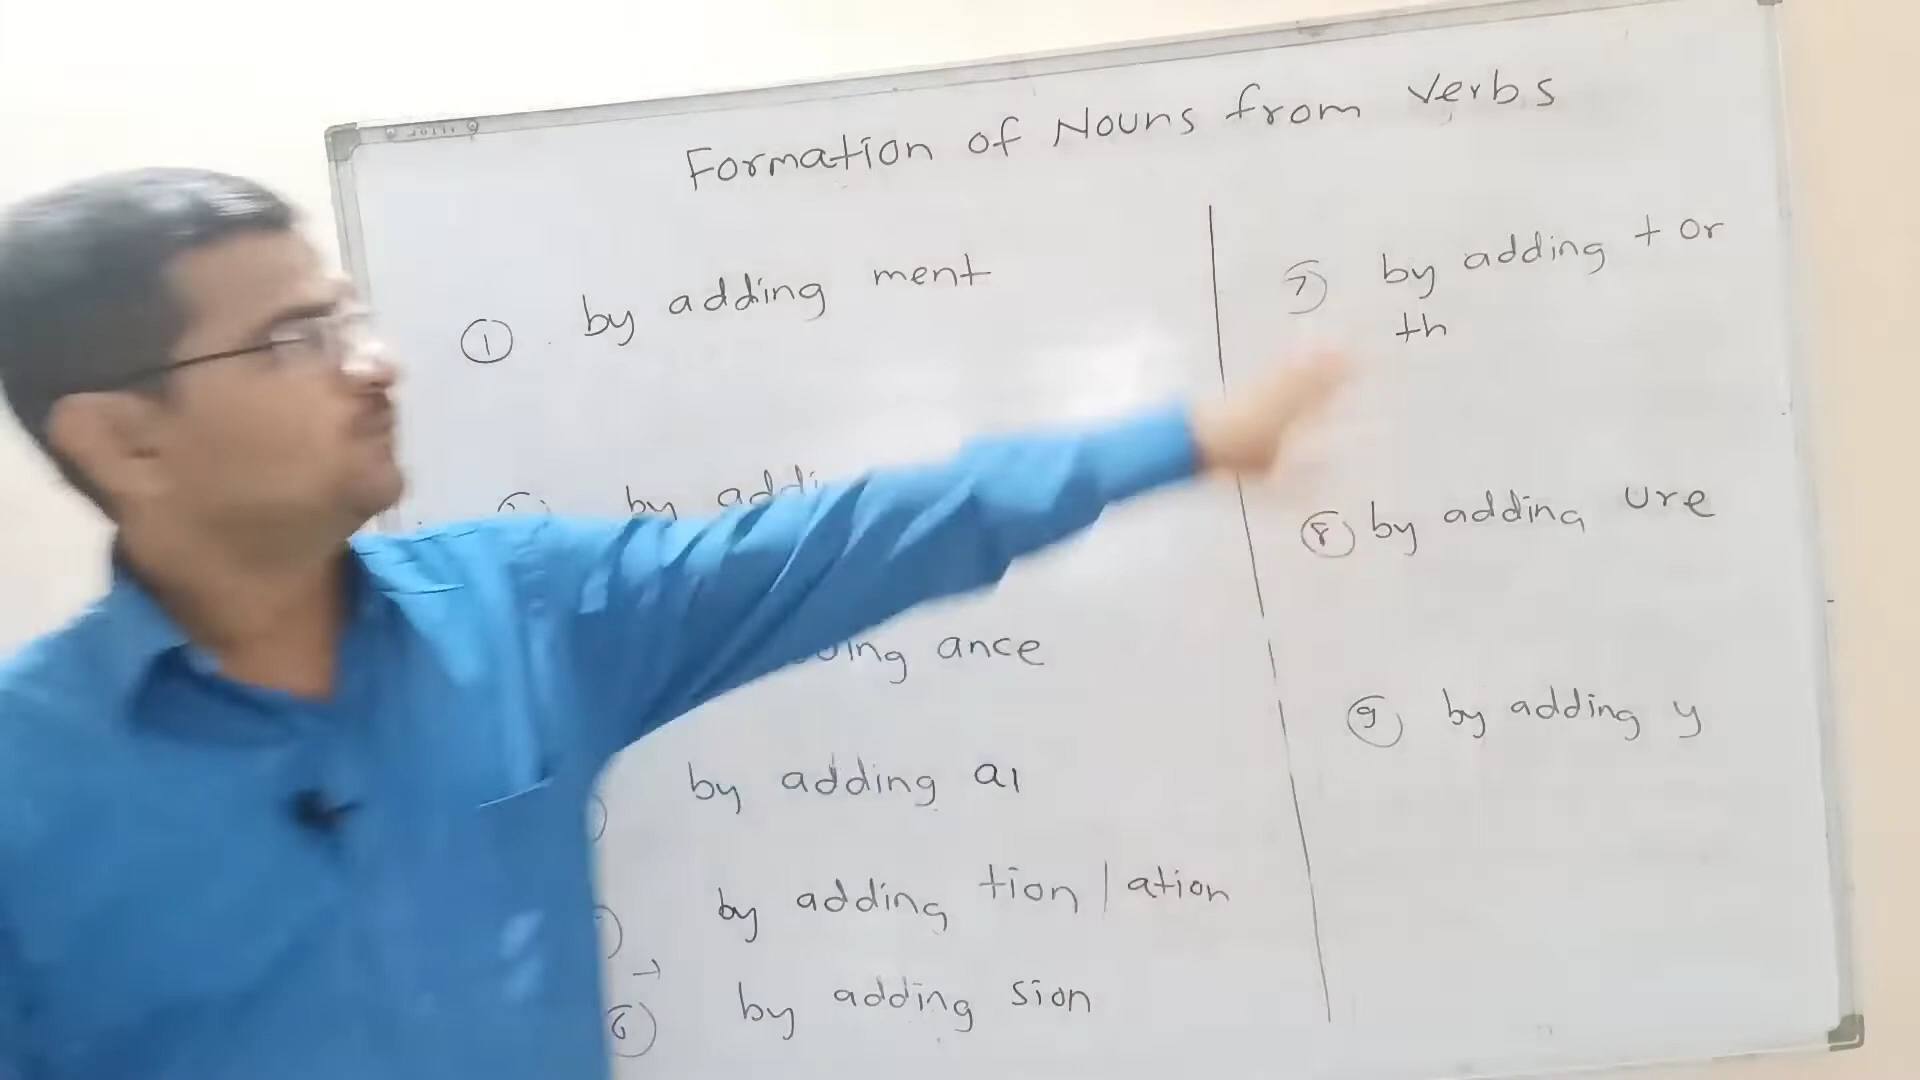 Formation of Nouns from Verbs
① by adding ment
by
ance
by adding al
by adding tion / ation
⑥ by adding sion
⑦ by adding t or
th
⑧ by adding ure
⑨ by adding y